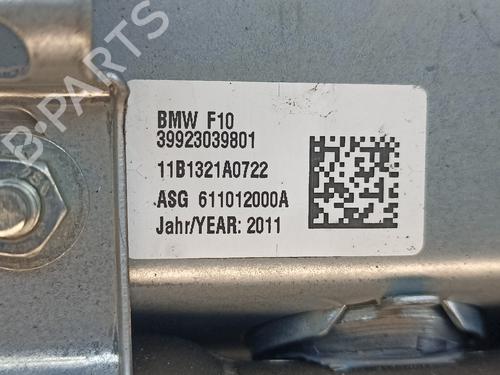 B-PARTS
BMW F10
39923039801
11B1321A0722
ASG 611012000A
Jahr/YEAR: 2011